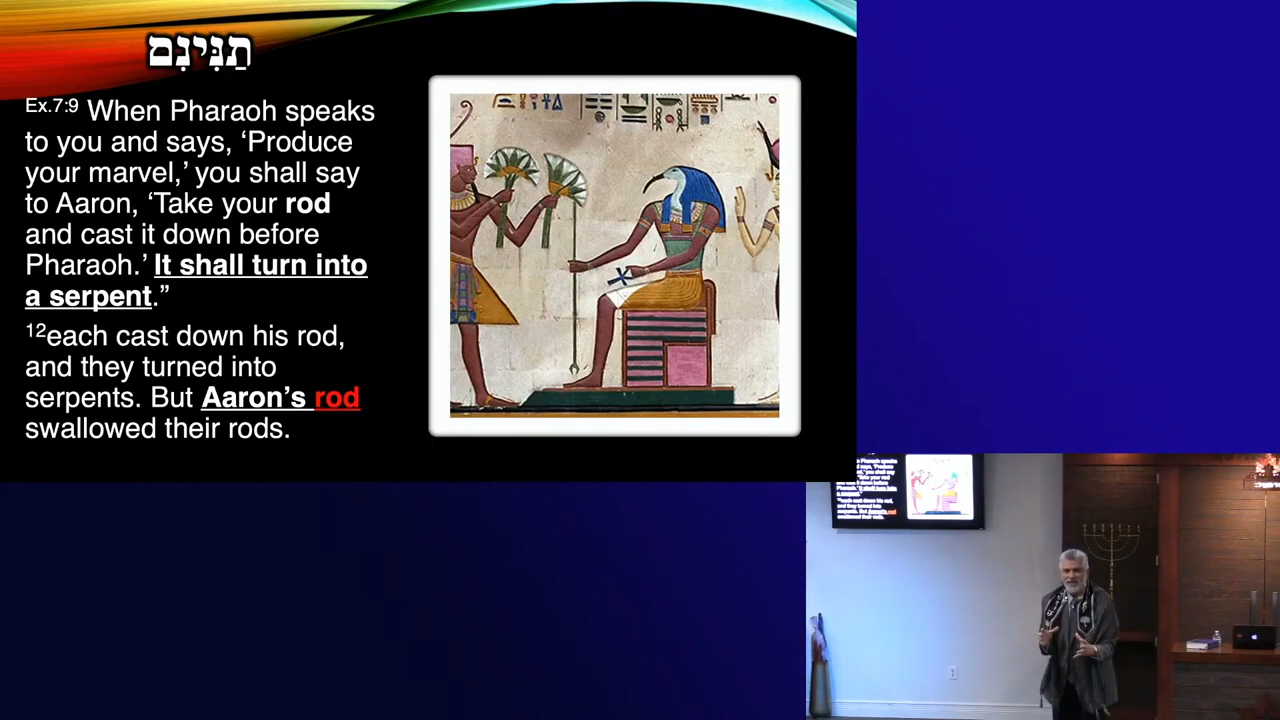 תַנִּינִם
Ex.7:9 When Pharaoh speaks
to you and says, ‘Produce
your marvel,’ you shall say
to Aaron, ‘Take your rod
and cast it down before
Pharaoh.’ It shall turn into
a serpent.”
12each cast down his rod,
and they turned into
serpents. But Aaron’s rod
swallowed their rods.